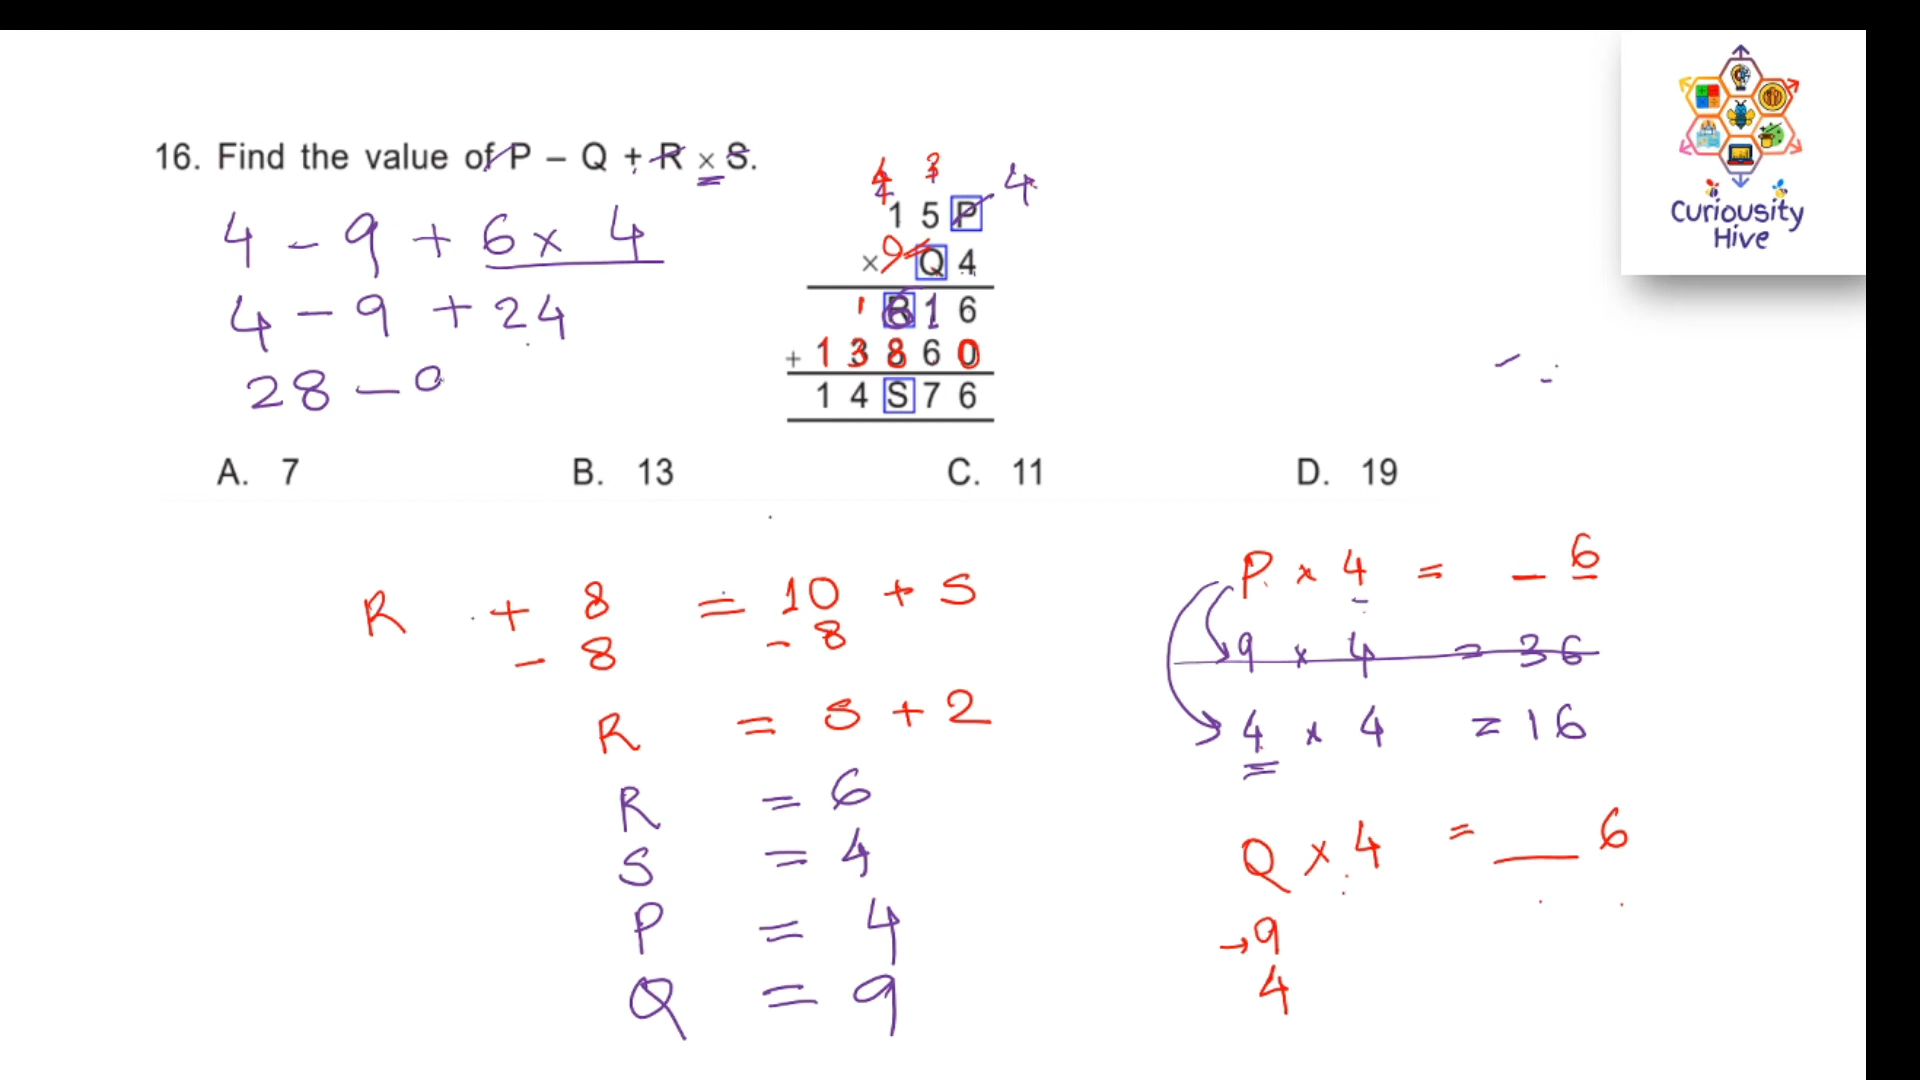 16. Find the value of P – Q + R × S.
4 - 9 + 6 × 4
4 - 9 + 24
28 -
4 3
1 5 P 4
× 9 Q 4
1 6 1 6
+ 1 3 8 6 0
1 4 S 7 6
A. 7 B. 13 C. 11 D. 19
R + 8 = 10 + S
- 8 - 8
R = S + 2
R = 6
S = 4
P = 4
Q = 9
P × 4 = _ 6
9 × 4 = 36
4 × 4 = 16
Q × 4 = _ 6
→ 9
4
Curiousity
Hive